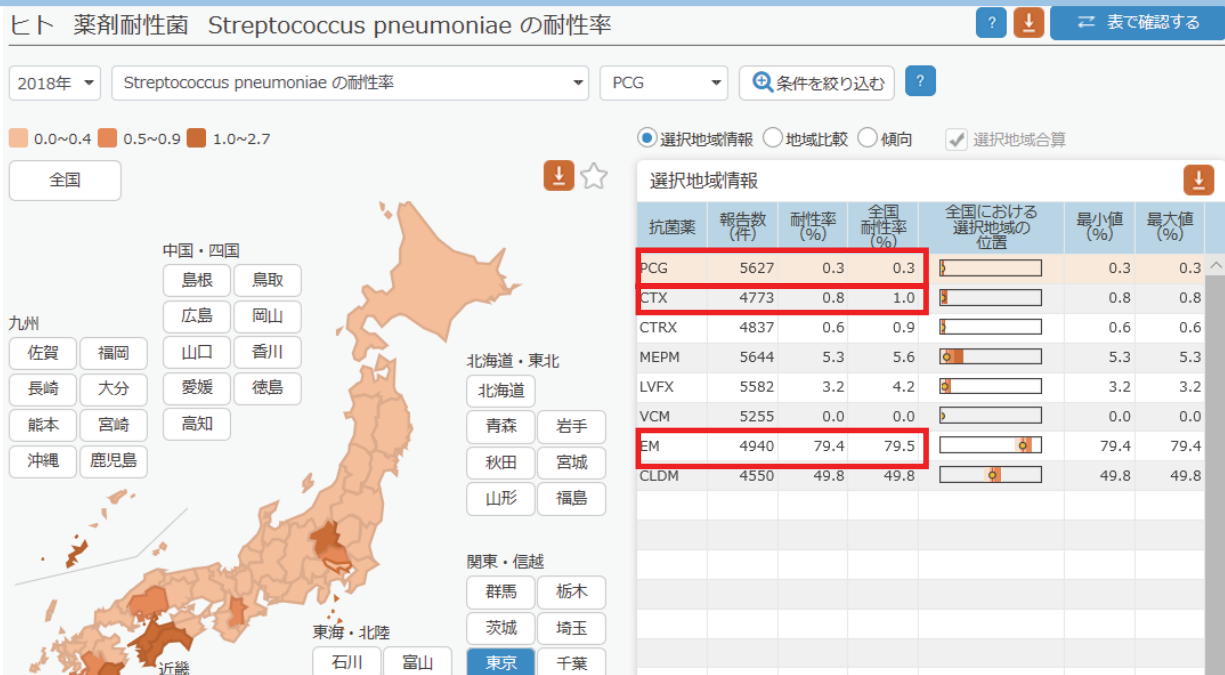 ヒト 薬剤耐性菌 Streptococcus pneumoniae の耐性率
? 表で確認する
2018年 Streptococcus pneumoniae の耐性率 PCG 条件を絞り込む ?
0.0~0.4 0.5~0.9 1.0~2.7
選択地域情報 地域比較 傾向 選択地域合算
全国
中国・四国
島根 鳥取
広島 岡山
山口 香川
愛媛 徳島
高知
九州
佐賀 福岡
長崎 大分
熊本 宮崎
沖縄 鹿児島
北海道・東北
北海道
青森 岩手
秋田 宮城
山形 福島
関東・信越
群馬 栃木
茨城 埼玉
東京 千葉
東海・北陸
石川 富山
近畿
選択地域情報
抗菌薬 報告数(件) 耐性率(%) 全国耐性率(%) 全国における選択地域の位置 最小値(%) 最大値(%)
PCG 5627 0.3 0.3 0.3 0.3
CTX 4773 0.8 1.0 0.8 0.8
CTRX 4837 0.6 0.9 0.6 0.6
MEPM 5644 5.3 5.6 5.3 5.3
LVFX 5582 3.2 4.2 3.2 3.2
VCM 5255 0.0 0.0 0.0 0.0
EM 4940 79.4 79.5 79.4 79.4
CLDM 4550 49.8 49.8 49.8 49.8